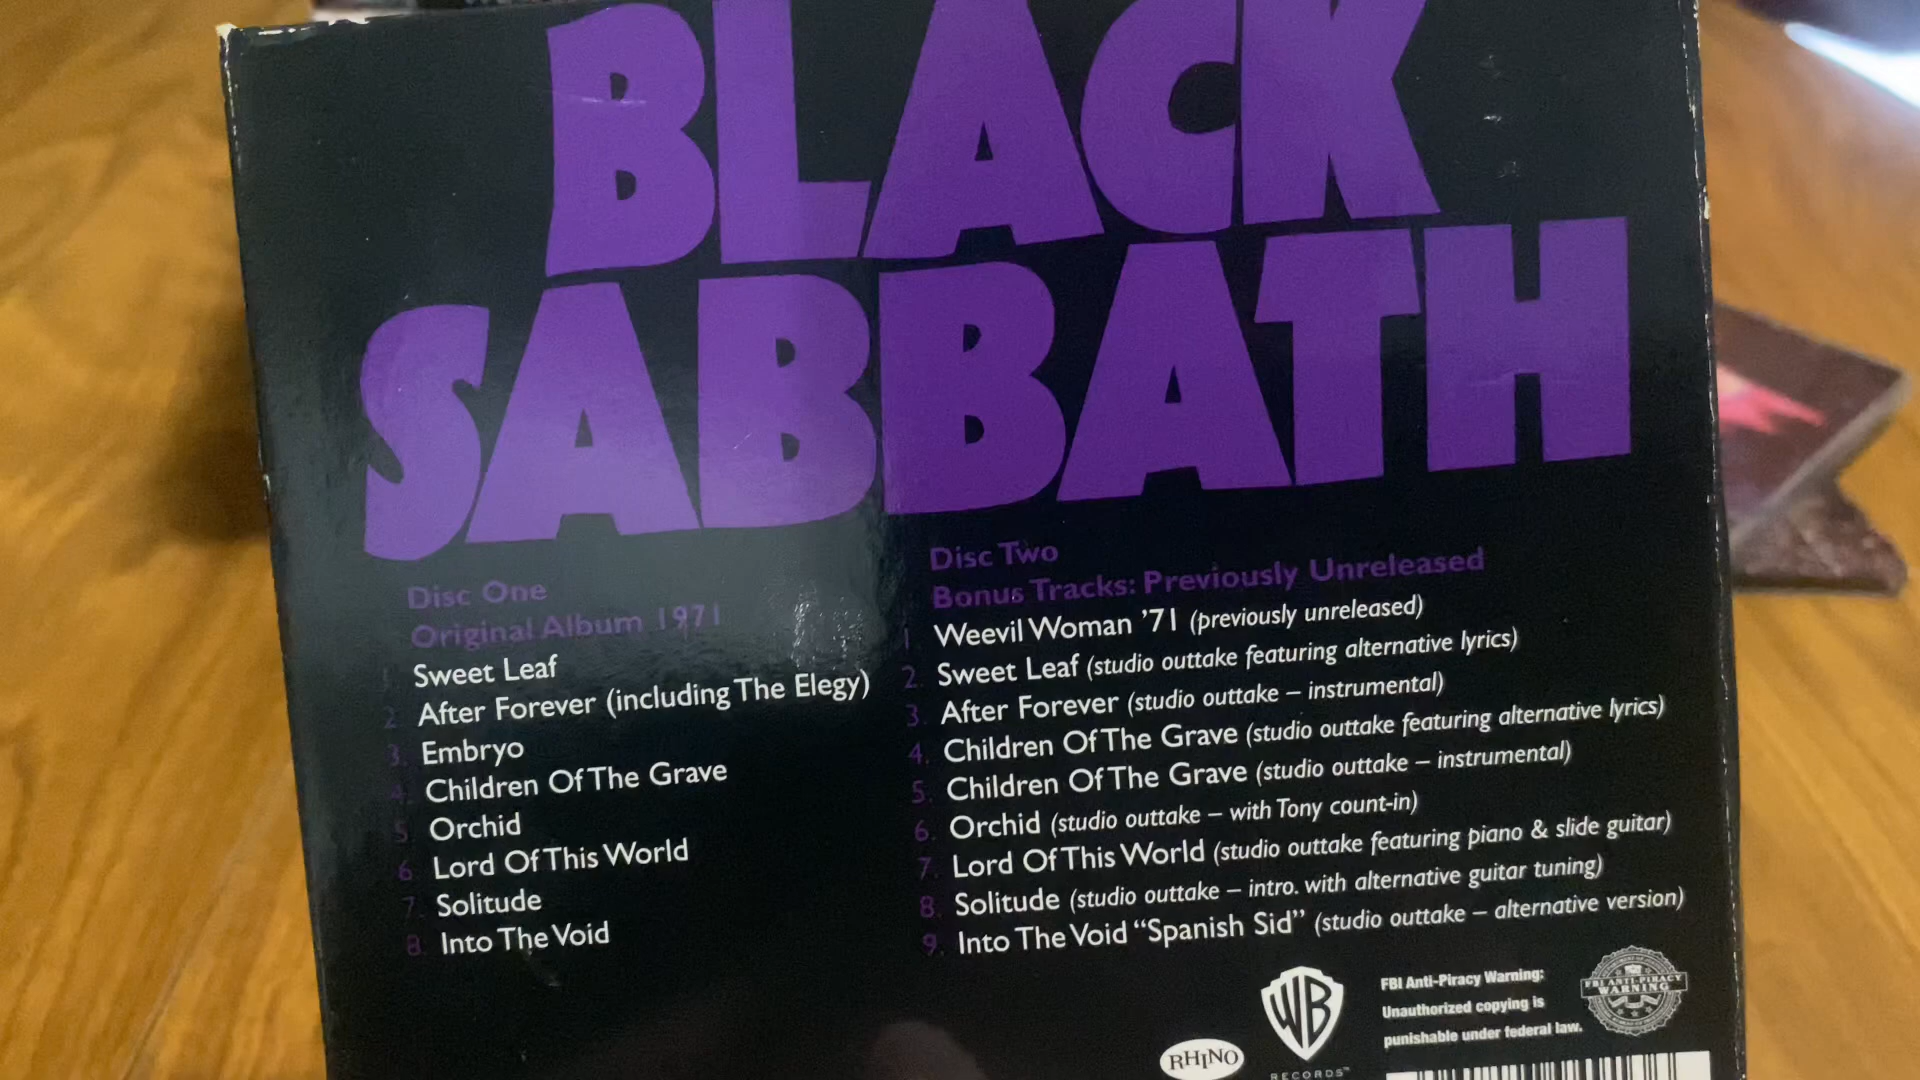 BLACK
SABBATH
Disc One
Original Album 1971
1. Sweet Leaf
2. After Forever (including The Elegy)
3. Embryo
4. Children Of The Grave
5. Orchid
6. Lord Of This World
7. Solitude
8. Into The Void
Disc Two
Bonus Tracks: Previously Unreleased
1. Weevil Woman ’71 (previously unreleased)
2. Sweet Leaf (studio outtake featuring alternative lyrics)
3. After Forever (studio outtake – instrumental)
4. Children Of The Grave (studio outtake featuring alternative lyrics)
5. Children Of The Grave (studio outtake – instrumental)
6. Orchid (studio outtake – with Tony count-in)
7. Lord Of This World (studio outtake featuring piano & slide guitar)
8. Solitude (studio outtake – intro. with alternative guitar tuning)
9. Into The Void “Spanish Sid” (studio outtake – alternative version)
RHINO
WB
RECORDS™
FBI Anti-Piracy Warning:
Unauthorized copying is
punishable under federal law.
FBI ANTI-PIRACY
WARNING